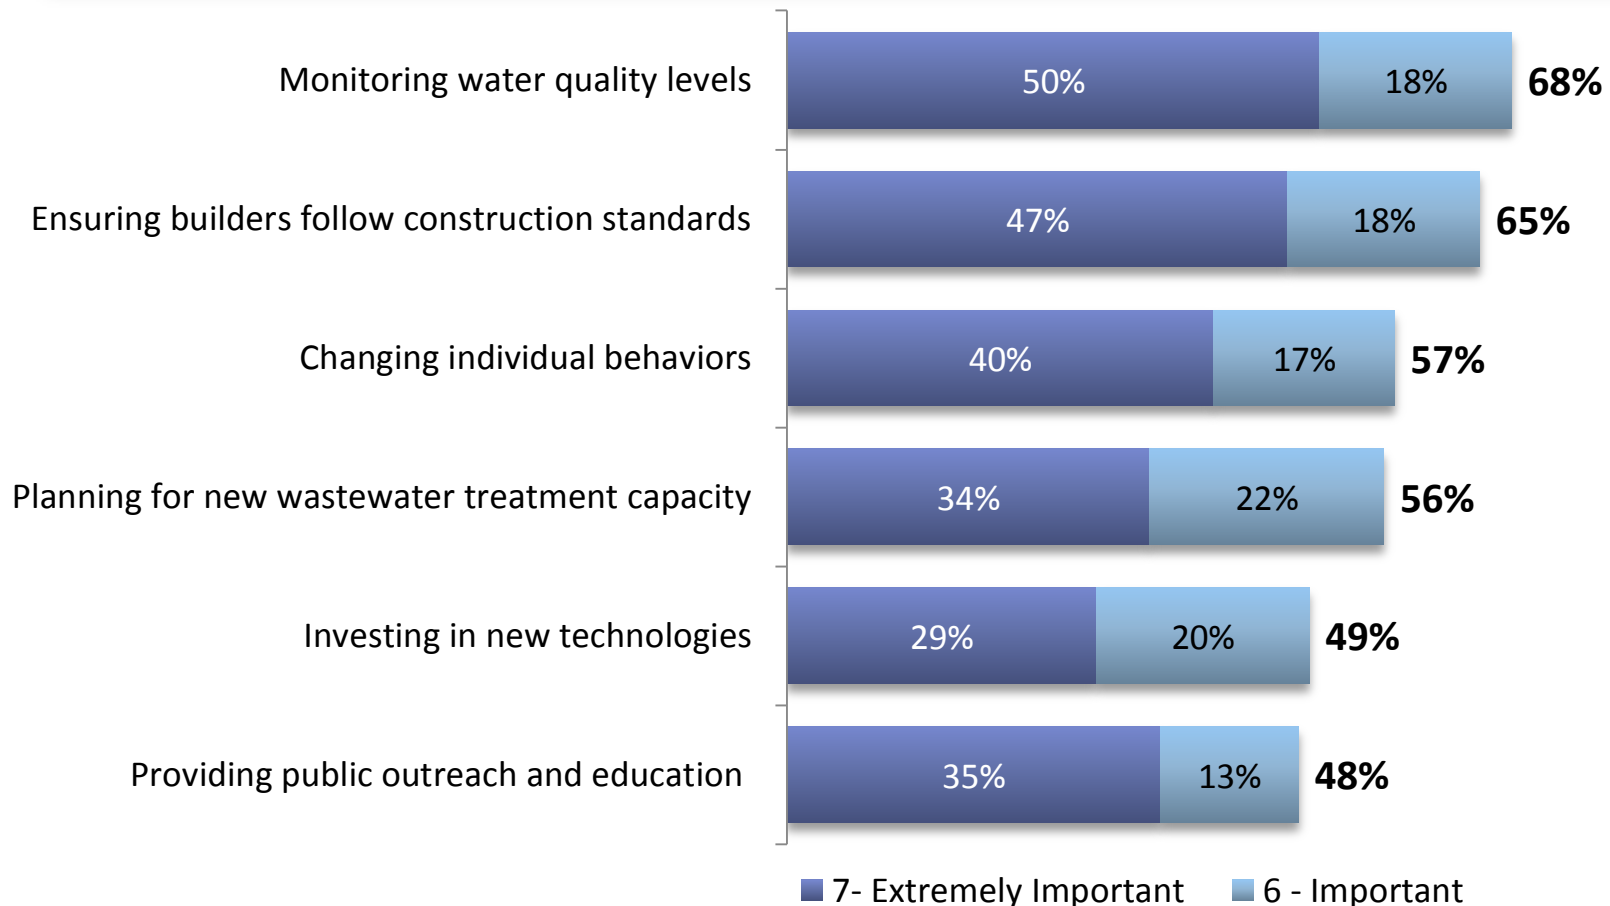 Monitoring water quality levels 50% 18% 68%
Ensuring builders follow construction standards 47% 18% 65%
Changing individual behaviors 40% 17% 57%
Planning for new wastewater treatment capacity 34% 22% 56%
Investing in new technologies 29% 20% 49%
Providing public outreach and education 35% 13% 48%
7- Extremely Important 6 - Important